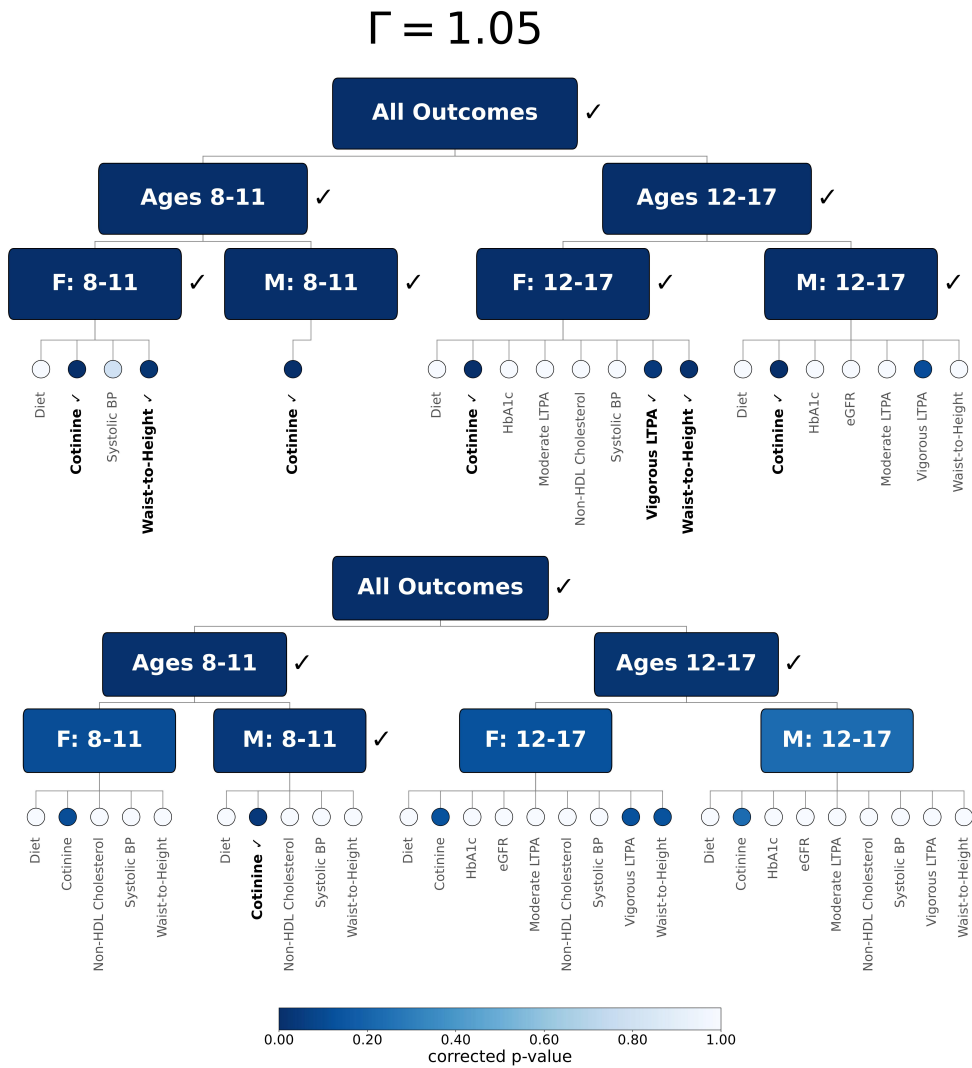 Γ = 1.05
All Outcomes ✓
Ages 8-11 ✓
Ages 12-17 ✓
F: 8-11 ✓
M: 8-11 ✓
F: 12-17 ✓
M: 12-17 ✓
Diet
Cotinine ✓
Systolic BP
Waist-to-Height ✓
Cotinine ✓
Diet
Cotinine ✓
HbA1c
Moderate LTPA
Non-HDL Cholesterol
Systolic BP
Vigorous LTPA ✓
Waist-to-Height ✓
Diet
Cotinine ✓
HbA1c
eGFR
Moderate LTPA
Vigorous LTPA
Waist-to-Height
All Outcomes ✓
Ages 8-11 ✓
Ages 12-17 ✓
F: 8-11
M: 8-11 ✓
F: 12-17
M: 12-17
Diet
Cotinine
Non-HDL Cholesterol
Systolic BP
Waist-to-Height
Diet
Cotinine ✓
Non-HDL Cholesterol
Systolic BP
Waist-to-Height
Diet
Cotinine
HbA1c
eGFR
Moderate LTPA
Non-HDL Cholesterol
Systolic BP
Vigorous LTPA
Waist-to-Height
Diet
Cotinine
HbA1c
eGFR
Moderate LTPA
Non-HDL Cholesterol
Systolic BP
Vigorous LTPA
Waist-to-Height
0.00 0.20 0.40 0.60 0.80 1.00
corrected p-value